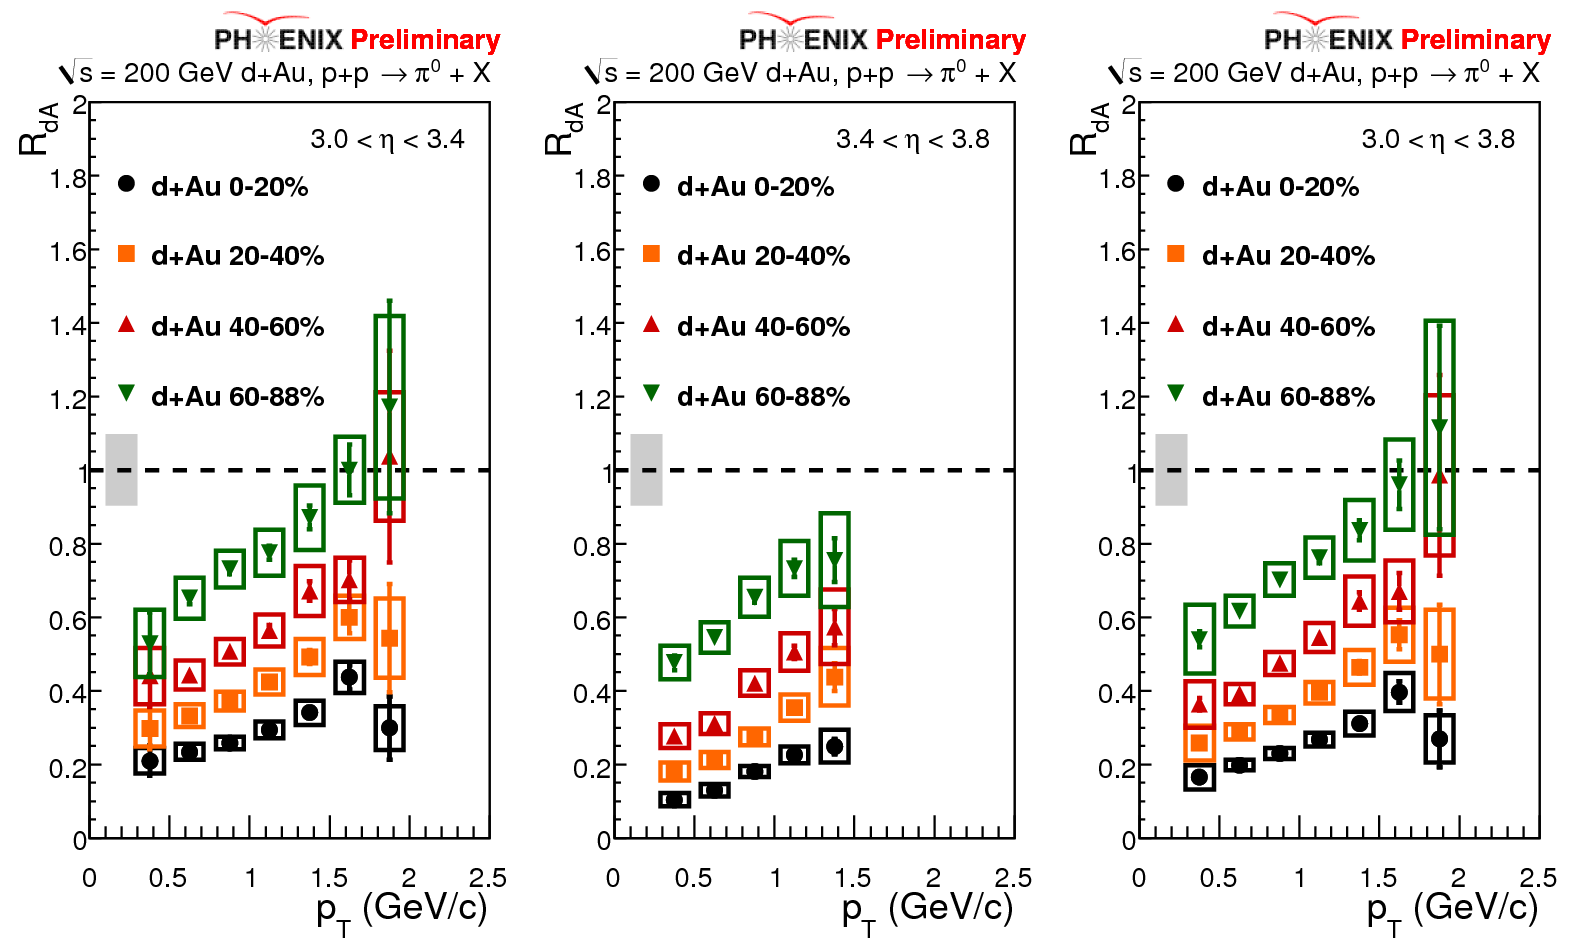 PHENIX Preliminary
√s = 200 GeV d+Au, p+p → π⁰ + X
R_dA
3.0 < η < 3.4
d+Au 0-20%
d+Au 20-40%
d+Au 40-60%
d+Au 60-88%
2
1.8
1.6
1.4
1.2
1
0.8
0.6
0.4
0.2
0
0 0.5 1 1.5 2 2.5
p_T (GeV/c)
PHENIX Preliminary
√s = 200 GeV d+Au, p+p → π⁰ + X
R_dA
3.4 < η < 3.8
d+Au 0-20%
d+Au 20-40%
d+Au 40-60%
d+Au 60-88%
2
1.8
1.6
1.4
1.2
1
0.8
0.6
0.4
0.2
0
0 0.5 1 1.5 2 2.5
p_T (GeV/c)
PHENIX Preliminary
√s = 200 GeV d+Au, p+p → π⁰ + X
R_dA
3.0 < η < 3.8
d+Au 0-20%
d+Au 20-40%
d+Au 40-60%
d+Au 60-88%
2
1.8
1.6
1.4
1.2
1
0.8
0.6
0.4
0.2
0
0 0.5 1 1.5 2 2.5
p_T (GeV/c)